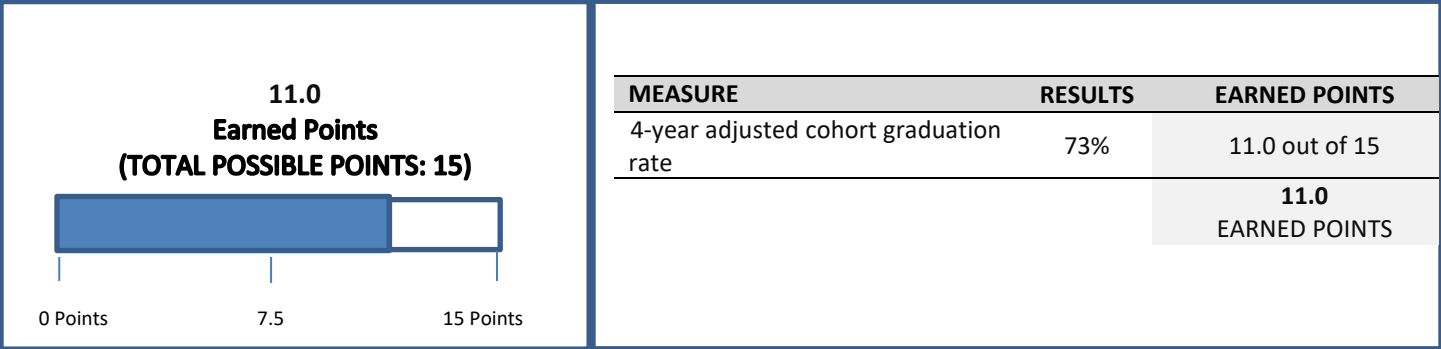 11.0
Earned Points
(TOTAL POSSIBLE POINTS: 15)
0 Points 7.5 15 Points
MEASURE RESULTS EARNED POINTS
4-year adjusted cohort graduation
rate 73% 11.0 out of 15
11.0
EARNED POINTS